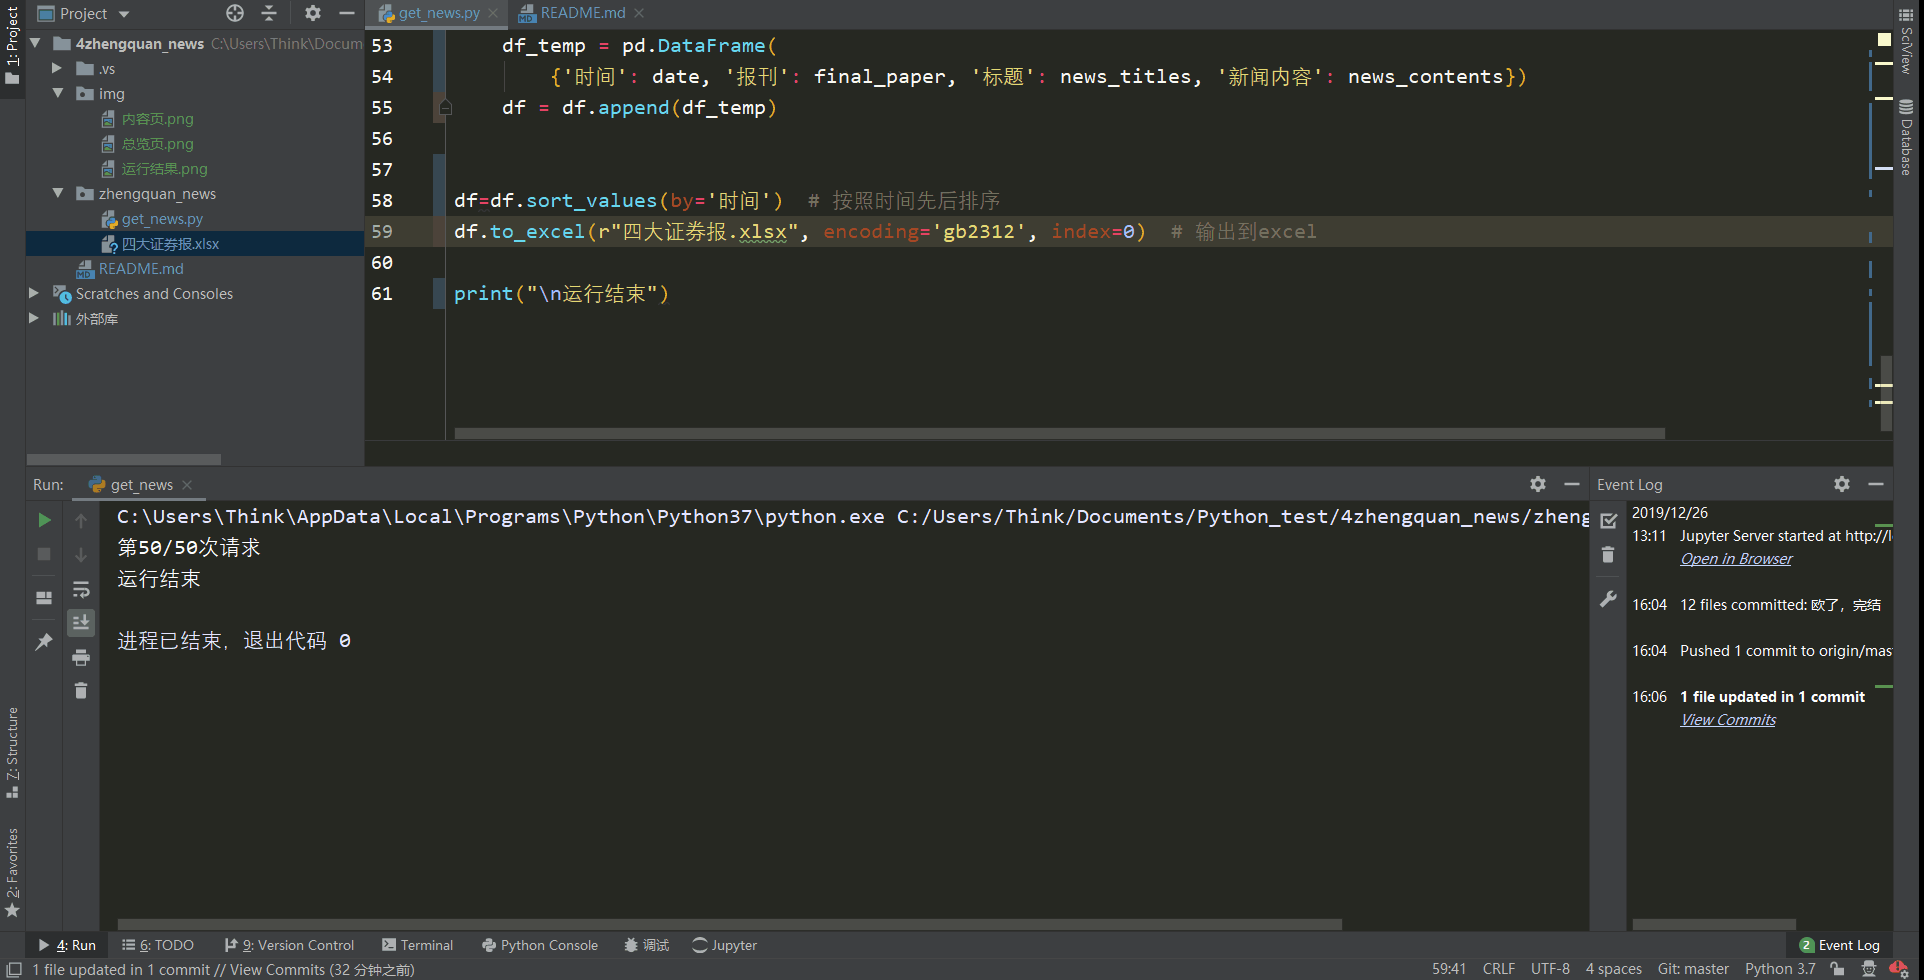 Project
get_news.py
README.md
1: Project
4zhengquan_news C:\Users\Think\Docum
.vs
img
内容页.png
总览页.png
运行结果.png
zhengquan_news
get_news.py
四大证券报.xlsx
README.md
Scratches and Consoles
外部库
53 df_temp = pd.DataFrame(
54 {'时间': date, '报刊': final_paper, '标题': news_titles, '新闻内容': news_contents})
55 df = df.append(df_temp)
56
57
58 df=df.sort_values(by='时间') # 按照时间先后排序
59 df.to_excel(r"四大证券报.xlsx", encoding='gb2312', index=0) # 输出到excel
60
61 print("\n运行结束")
SciView
Database
Run: get_news
C:\Users\Think\AppData\Local\Programs\Python\Python37\python.exe C:/Users/Think/Documents/Python_test/4zhengquan_news/zheng
第50/50次请求
运行结束
进程已结束，退出代码 0
Event Log
2019/12/26
13:11 Jupyter Server started at http://l
Open in Browser
16:04 12 files committed: 欧了，完结
16:04 Pushed 1 commit to origin/mas
16:06 1 file updated in 1 commit
View Commits
7: Structure
2: Favorites
4: Run
6: TODO
9: Version Control
Terminal
Python Console
调试
Jupyter
2 Event Log
1 file updated in 1 commit // View Commits (32 分钟之前)
59:41 CRLF UTF-8 4 spaces Git: master Python 3.7